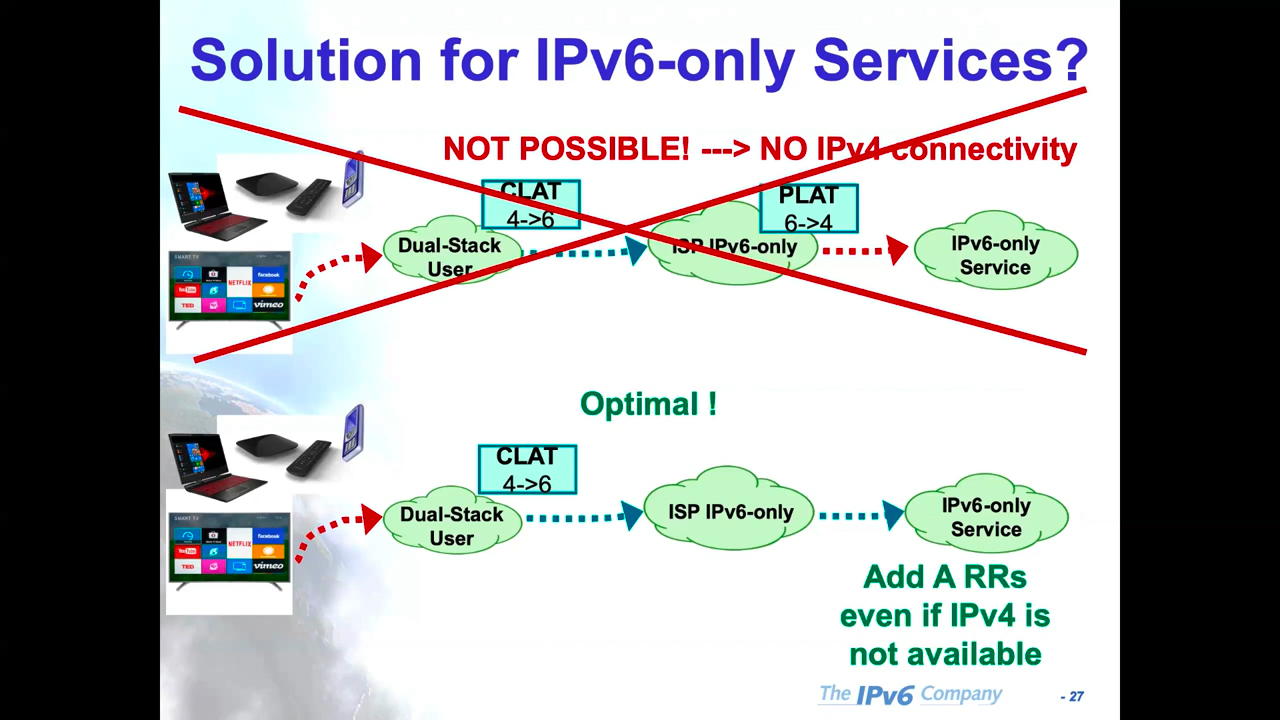 Solution for IPv6-only Services?
NOT POSSIBLE! ---> NO IPv4 connectivity
CLAT
4->6
PLAT
6->4
Dual-Stack
User
ISP IPv6-only
IPv6-only
Service
SMART TV
facebook
NETFLIX
YouTube
TED
vimeo
Optimal !
CLAT
4->6
Dual-Stack
User
ISP IPv6-only
IPv6-only
Service
SMART TV
facebook
NETFLIX
YouTube
TED
vimeo
Add A RRs
even if IPv4 is
not available
The IPv6 Company
- 27